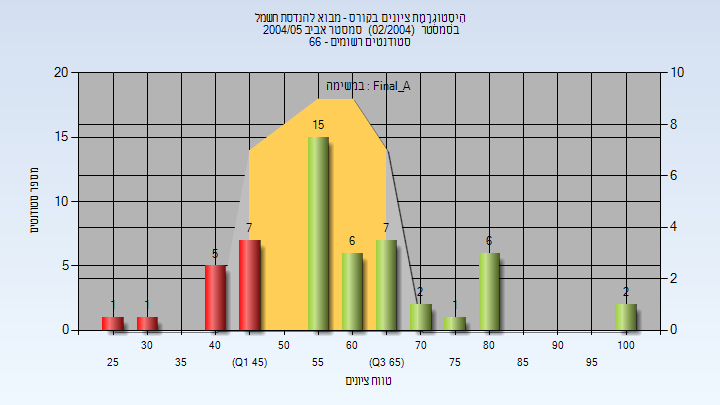 היסטוגרמת ציונים בקורס - מבוא להנדסת חשמל
בסמסטר (02/2004) סמסטר אביב 2004/05
סטודנטים רשומים - 66
במשימה : Final_A
20 10
15 8
10 6
5 4
0 2
0
מספר סטודנטים
1 1 5 7 15 6 7 2 1 6 2
30 40 50 60 70 80 90 100
25 35 (Q1 45) 55 (Q3 65) 75 85 95
טווח ציונים